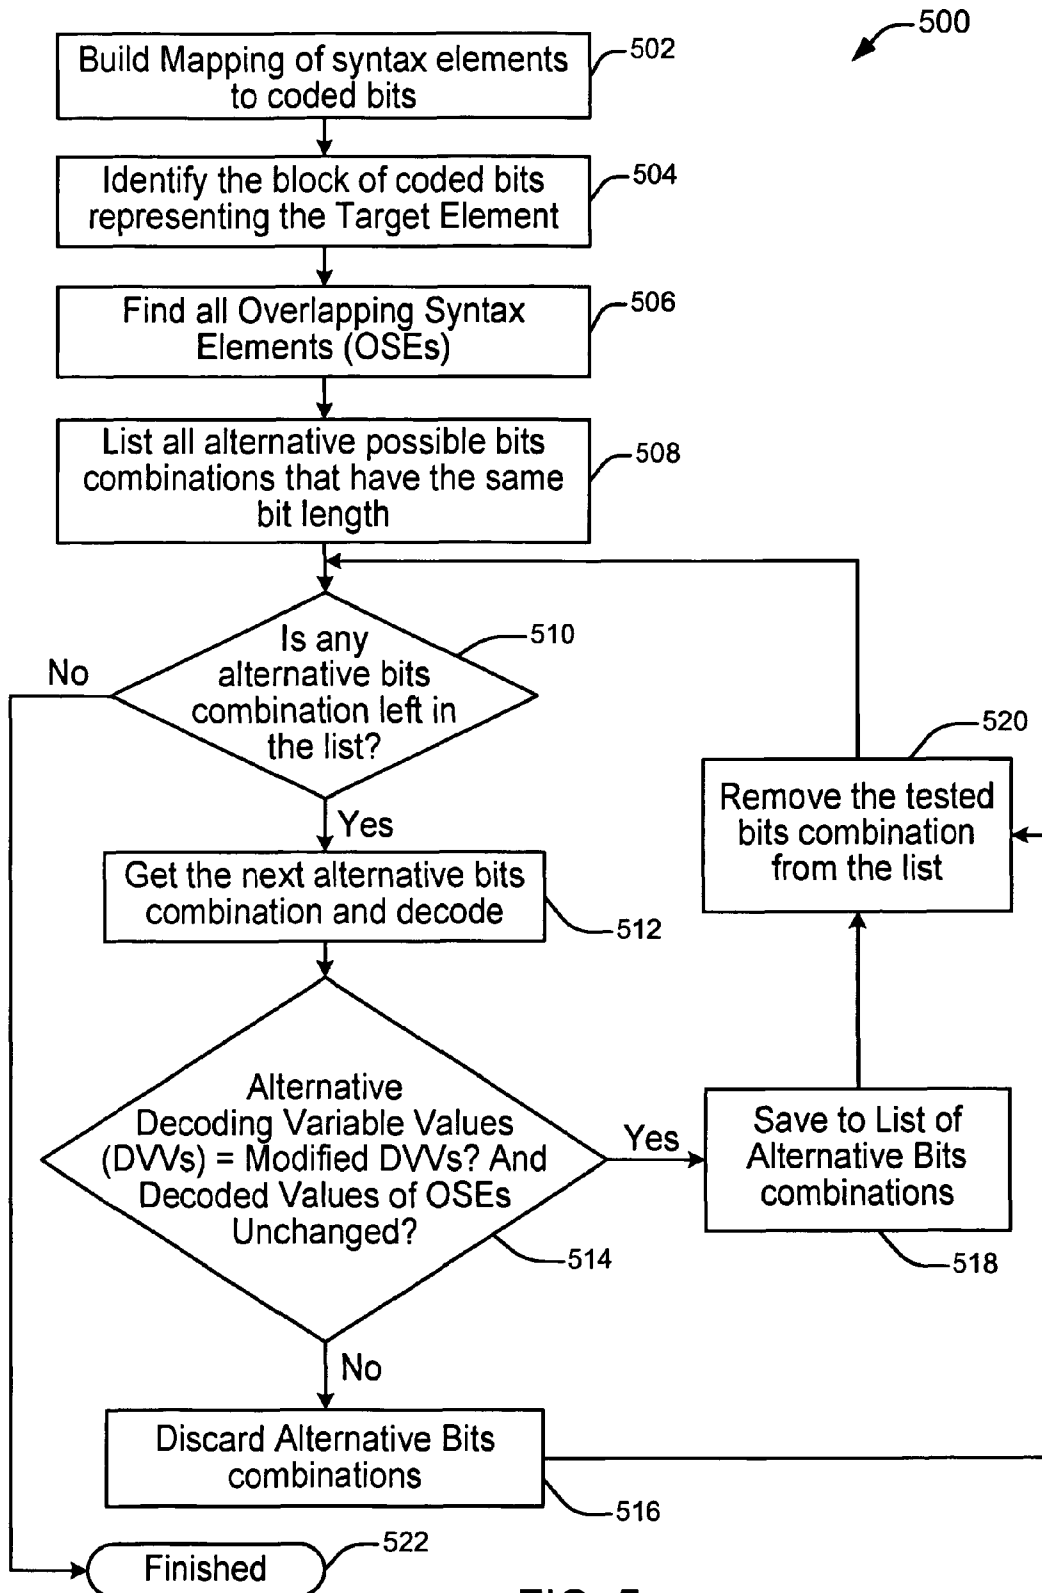 500
Build Mapping of syntax elements
to coded bits
502
Identify the block of coded bits
representing the Target Element
504
Find all Overlapping Syntax
Elements (OSEs)
506
List all alternative possible bits
combinations that have the same
bit length
508
Is any
alternative bits
combination left in
the list?
510
No
Yes
Get the next alternative bits
combination and decode
512
Alternative
Decoding Variable Values
(DVVs) = Modified DVVs? And
Decoded Values of OSEs
Unchanged?
514
Yes
Save to List of
Alternative Bits
combinations
518
Remove the tested
bits combination
from the list
520
No
Discard Alternative Bits
combinations
516
Finished
522